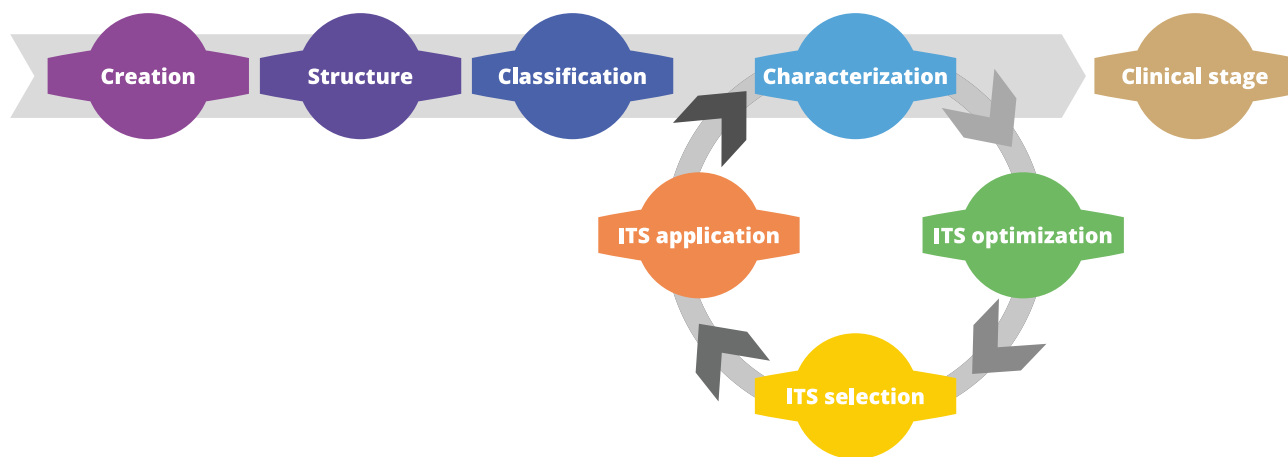 Creation
Structure
Classification
Characterization
Clinical stage
ITS application
ITS optimization
ITS selection